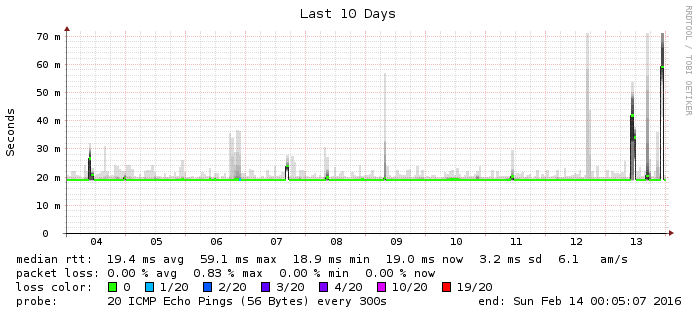 Last 10 Days
RRDTOOL / TOBI OETIKER
Seconds
70 m
60 m
50 m
40 m
30 m
20 m
10 m
0
04 05 06 07 08 09 10 11 12 13
median rtt: 19.4 ms avg 59.1 ms max 18.9 ms min 19.0 ms now 3.2 ms sd 6.1 am/s
packet loss: 0.00 % avg 0.83 % max 0.00 % min 0.00 % now
loss color: 0 1/20 2/20 3/20 4/20 10/20 19/20
probe: 20 ICMP Echo Pings (56 Bytes) every 300s end: Sun Feb 14 00:05:07 2016